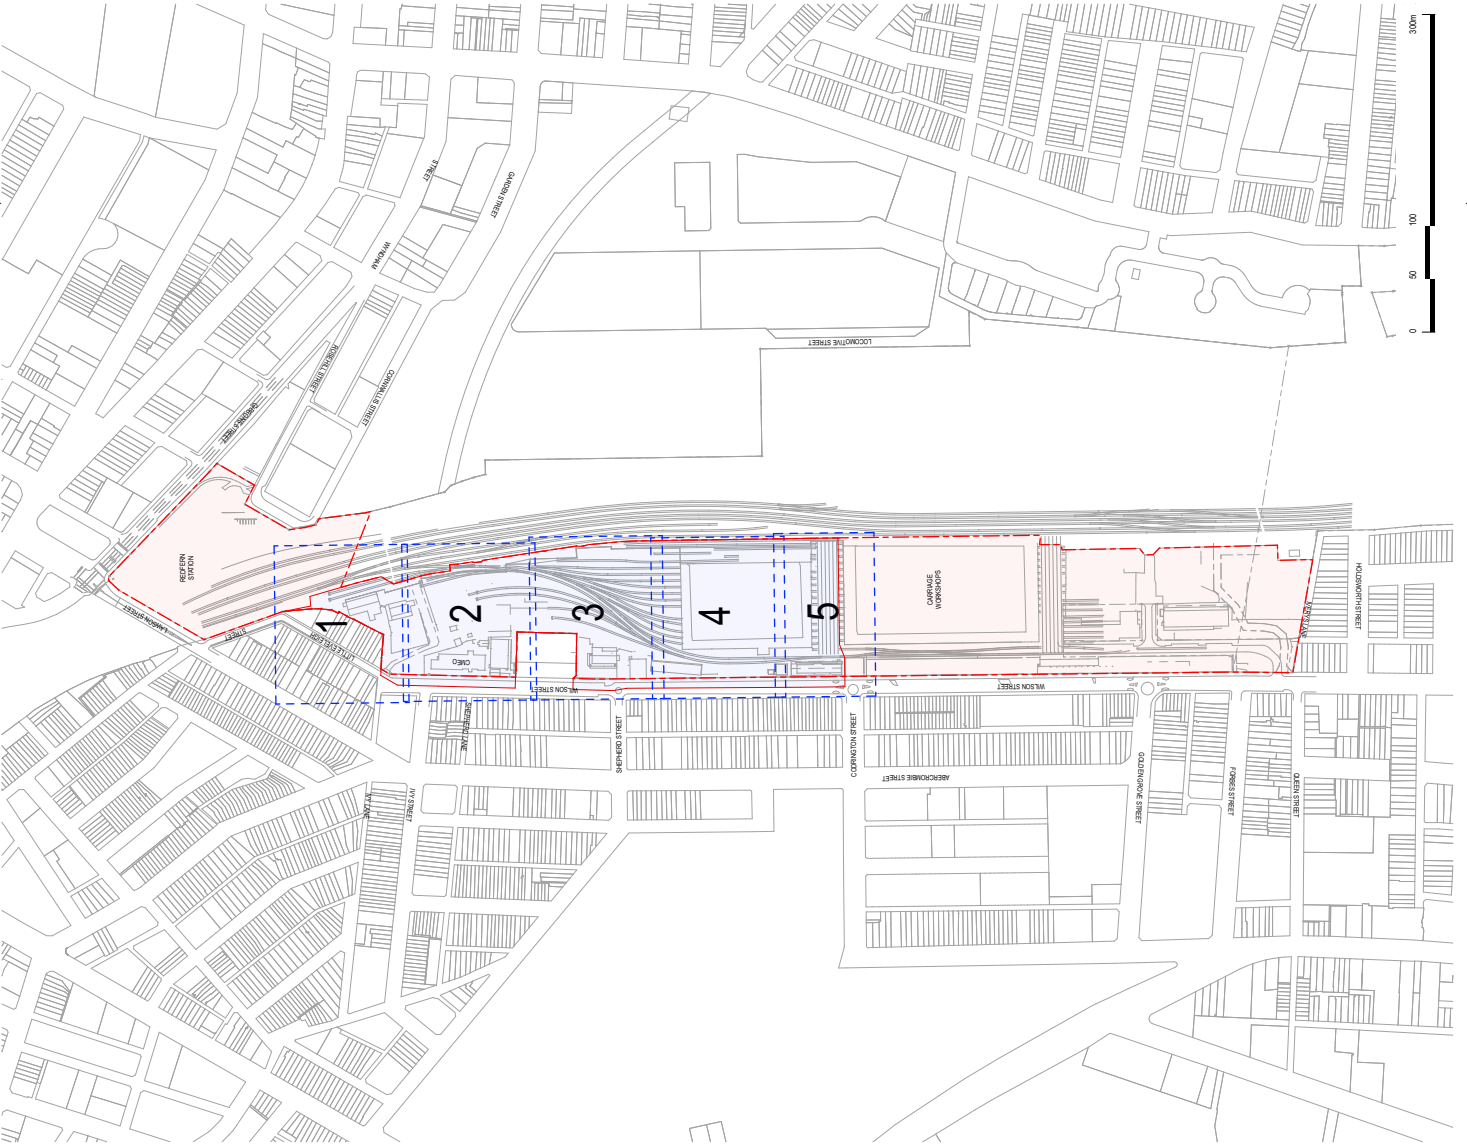 300m
100
50
0
STREET
GARDEN STREET
WYNDHAM
LOCOMOTIVE STREET
ROSEHILL STREET
CORNWALLIS STREET
GIBBONS STREET
REDFERN
STATION
LAWSON STREET
LITTLE EVELEIGH
STREET
1
2
3
4
5
CMEO
CARRIAGE
WORKSHOPS
WILSON STREET
WILSON STREET
HOLDSWORTH STREET
SHEPHERD LANE
SHEPHERD STREET
CODRINGTON STREET
ABERCROMBIE STREET
GOLDEN GROVE STREET
FORBES STREET
QUEEN STREET
IVY LANE
IVY STREET